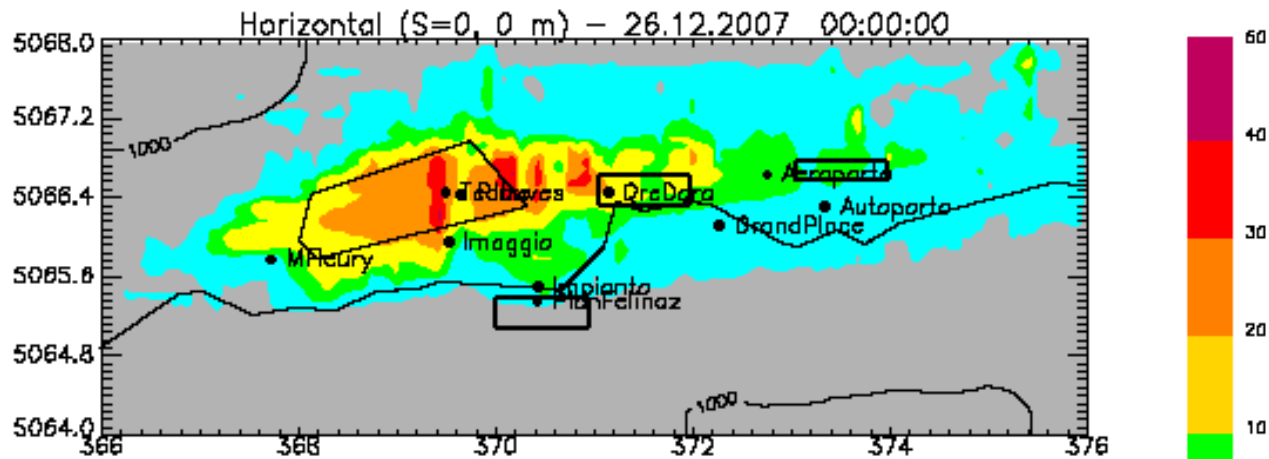 Horizontal (S=0, 0 m) - 26.12.2007 00:00:00
5068.0
5067.2
5066.4
5065.6
5064.8
5064.0
366
368
370
372
374
376
1000
Aeroporto
DreDora
Autoporto
GrandPlace
Imaggio
MFleury
Impianto
PlanFelinaz
1000
60
40
30
20
10